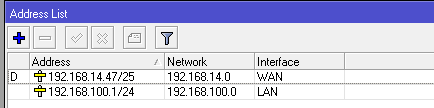 Address List
Address Network Interface
D 192.168.14.47/25 192.168.14.0 WAN
192.168.100.1/24 192.168.100.0 LAN